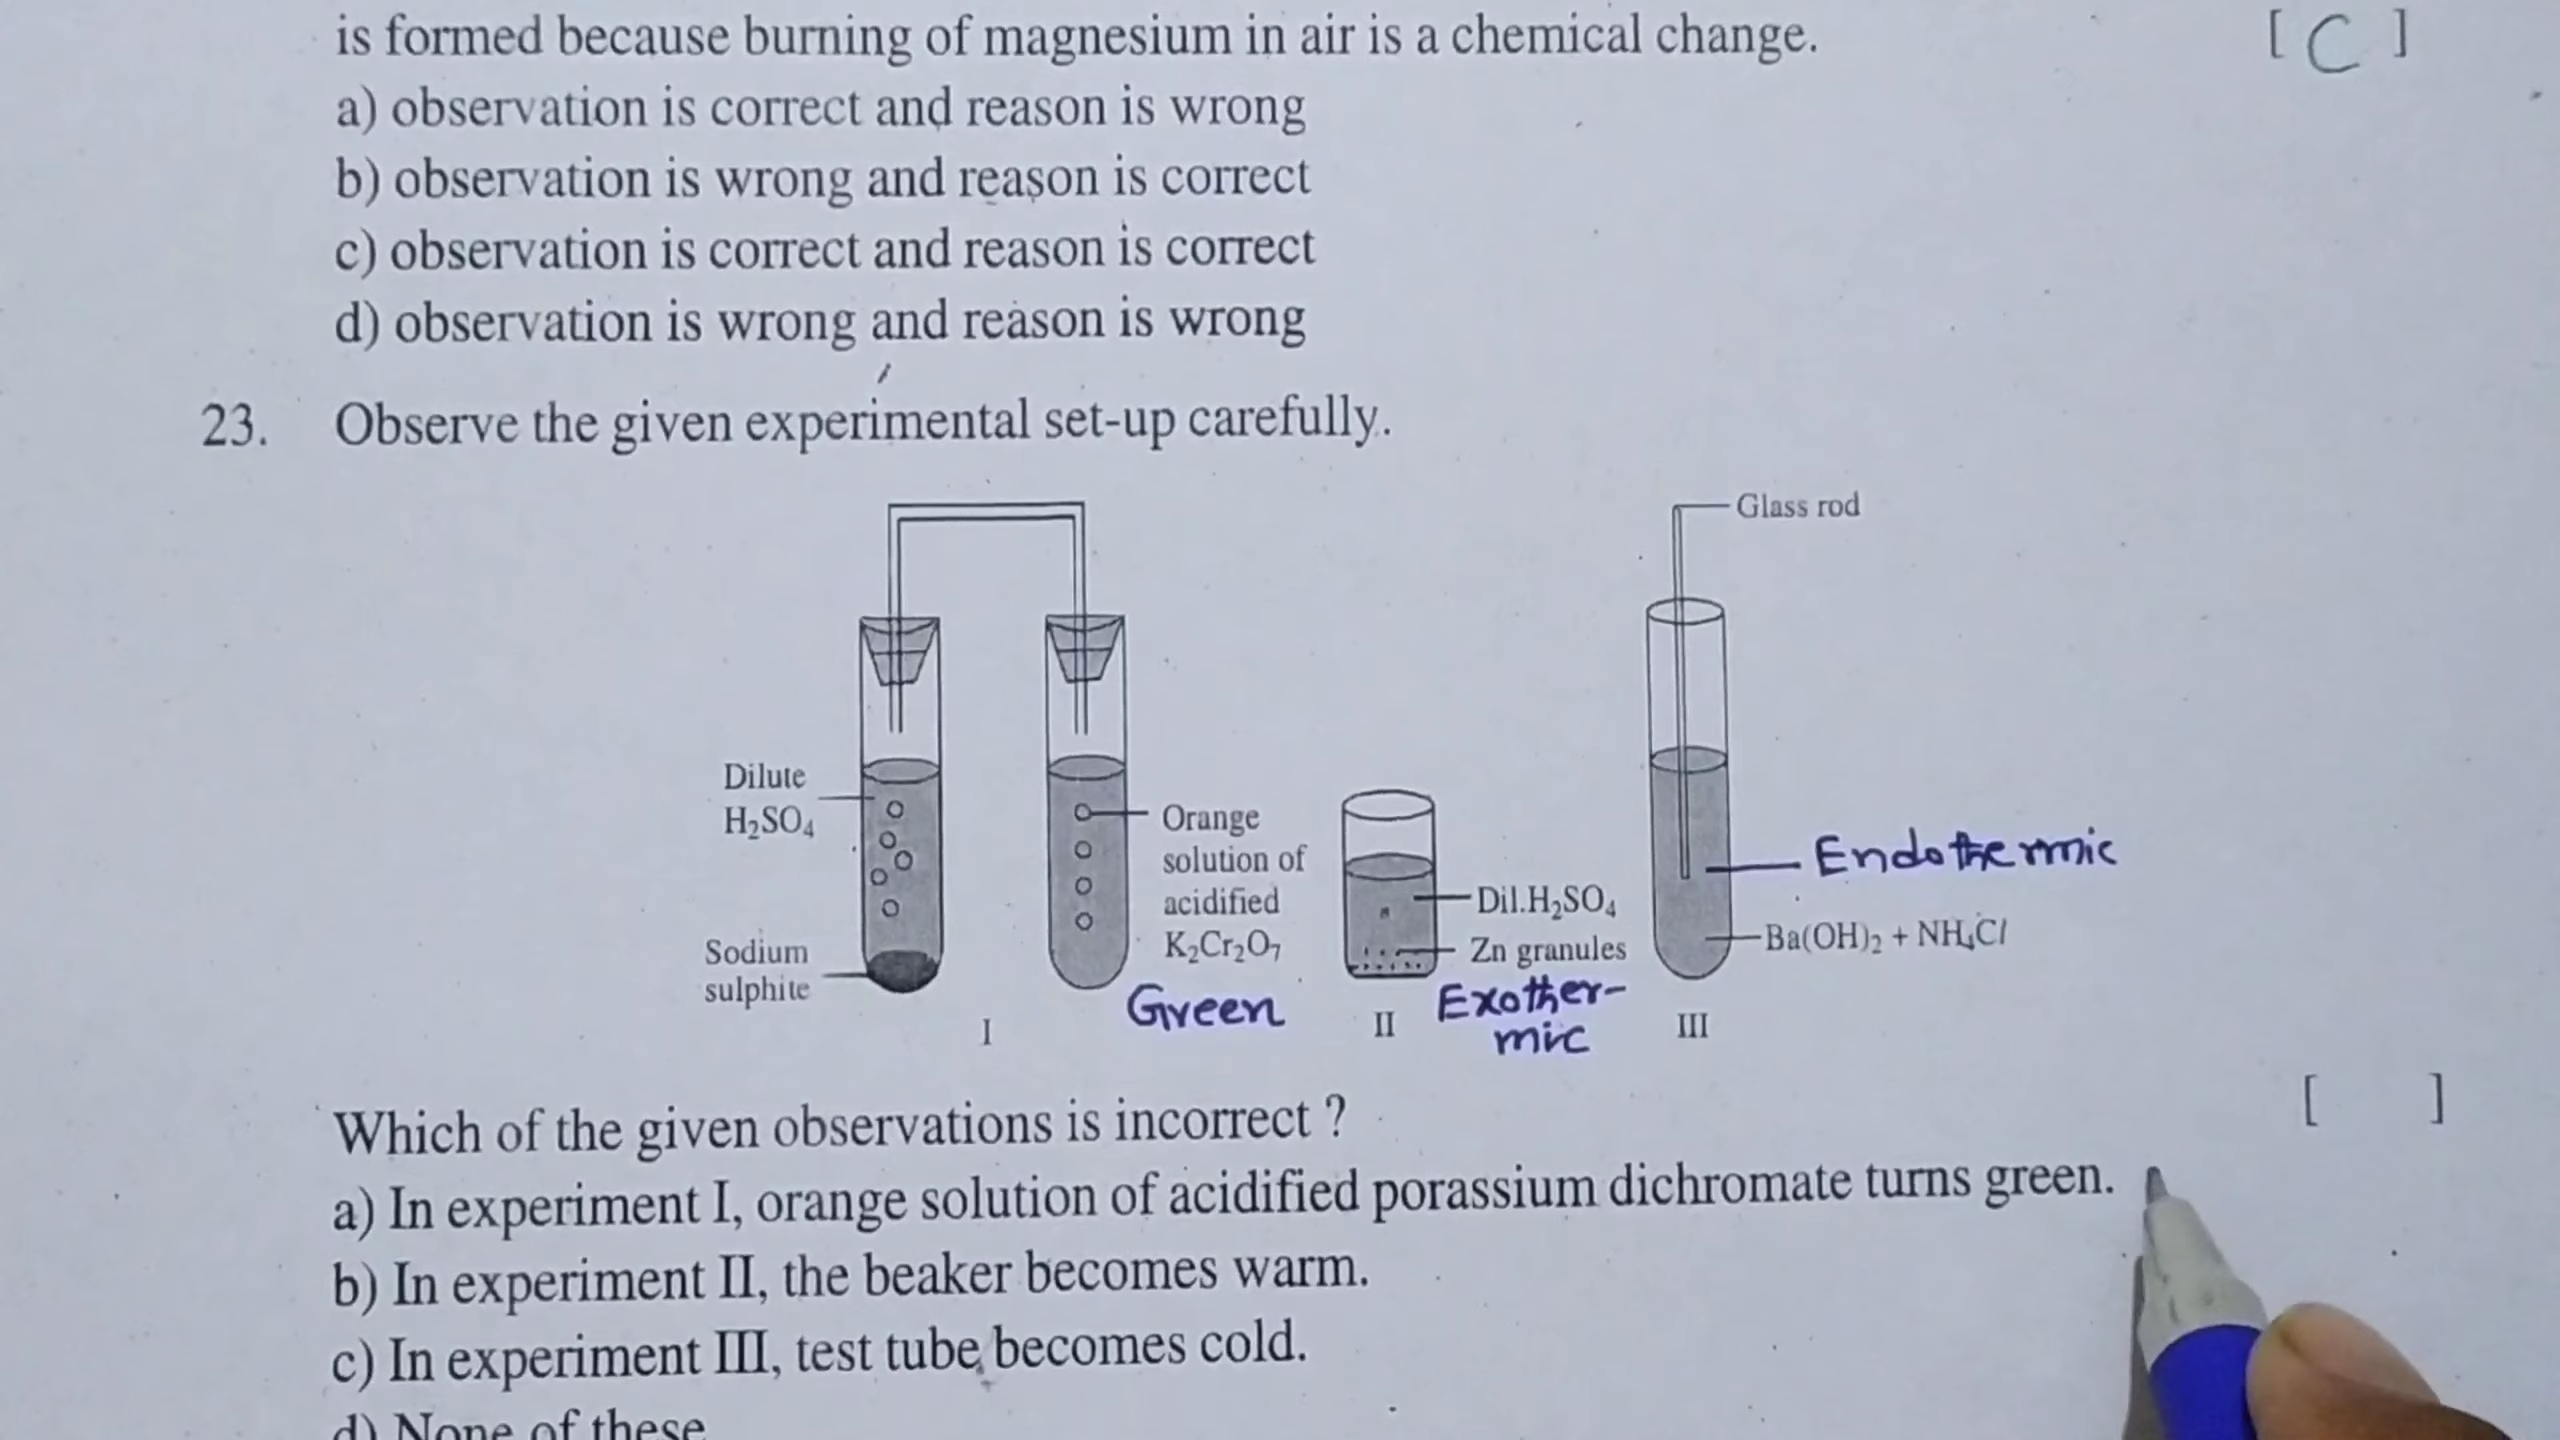 is formed because burning of magnesium in air is a chemical change. [ C ]
a) observation is correct and reason is wrong
b) observation is wrong and reason is correct
c) observation is correct and reason is correct
d) observation is wrong and reason is wrong
23. Observe the given experimental set-up carefully.
Glass rod
Dilute
H₂SO₄
Sodium
sulphite
I
Orange
solution of
acidified
K₂Cr₂O₇
Green
Dil.H₂SO₄
Zn granules
II
Exother-
mic
Endothermic
Ba(OH)₂ + NH₄Cl
III
Which of the given observations is incorrect ? [ ]
a) In experiment I, orange solution of acidified porassium dichromate turns green.
b) In experiment II, the beaker becomes warm.
c) In experiment III, test tube becomes cold.
d) None of these